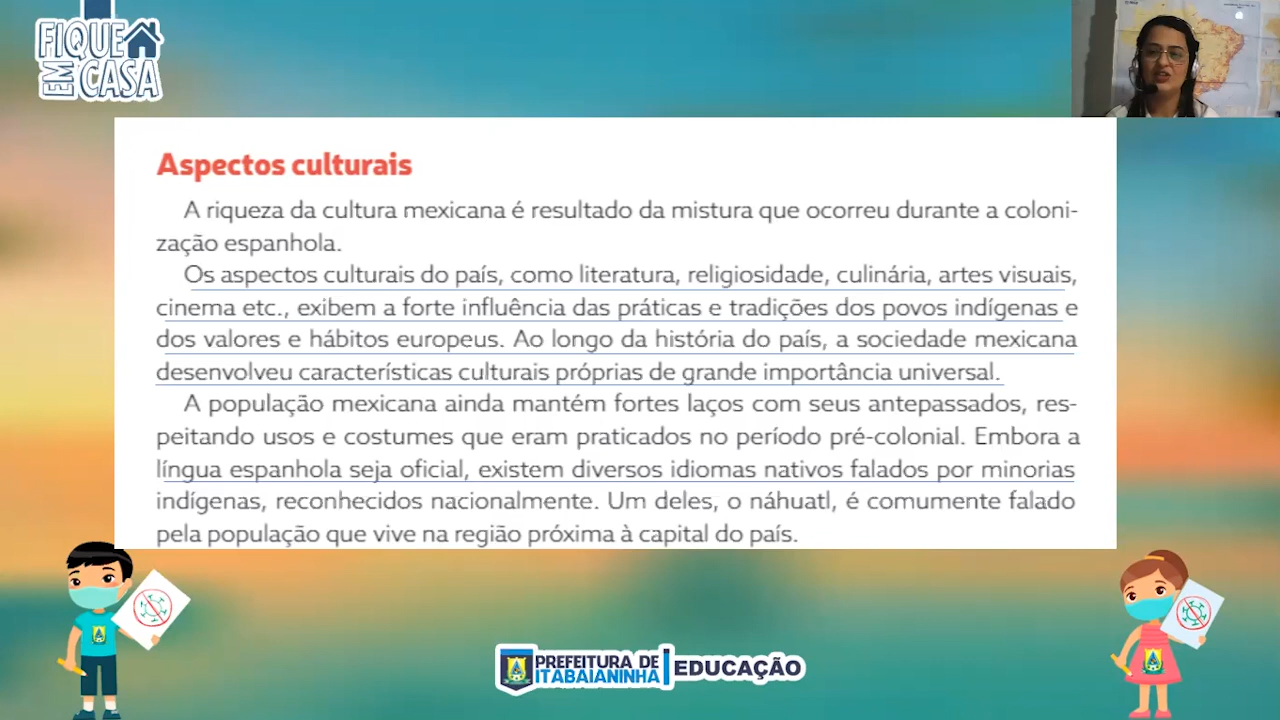 FIQUE
EM
CASA
Aspectos culturais
A riqueza da cultura mexicana é resultado da mistura que ocorreu durante a coloni-
zação espanhola.
Os aspectos culturais do país, como literatura, religiosidade, culinária, artes visuais,
cinema etc., exibem a forte influência das práticas e tradições dos povos indígenas e
dos valores e hábitos europeus. Ao longo da história do país, a sociedade mexicana
desenvolveu características culturais próprias de grande importância universal.
A população mexicana ainda mantém fortes laços com seus antepassados, res-
peitando usos e costumes que eram praticados no período pré-colonial. Embora a
língua espanhola seja oficial, existem diversos idiomas nativos falados por minorias
indígenas, reconhecidos nacionalmente. Um deles, o náhuatl, é comumente falado
pela população que vive na região próxima à capital do país.
PREFEITURA DE
ITABAIANINHA
EDUCAÇÃO